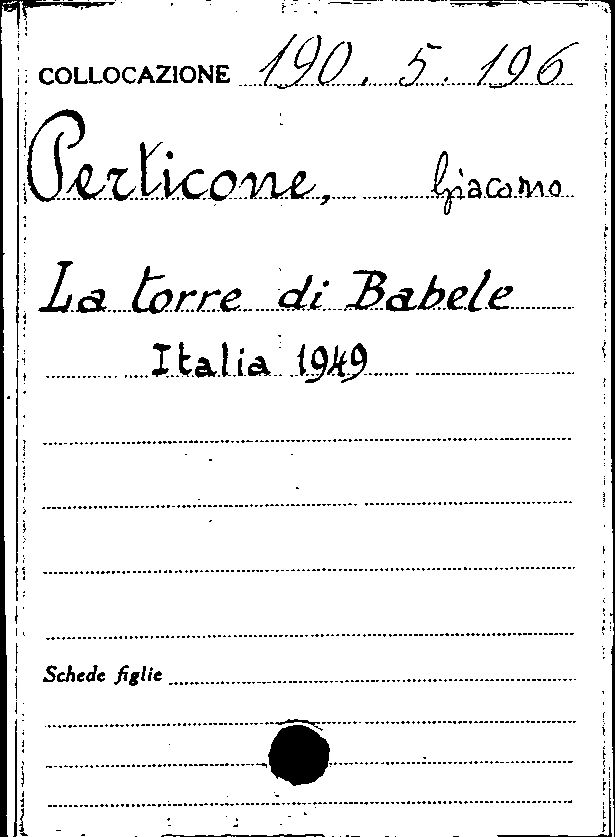 COLLOCAZIONE 190.5.196
Perticone, Giacomo
La torre di Babele
Italia 1949
Schede figlie